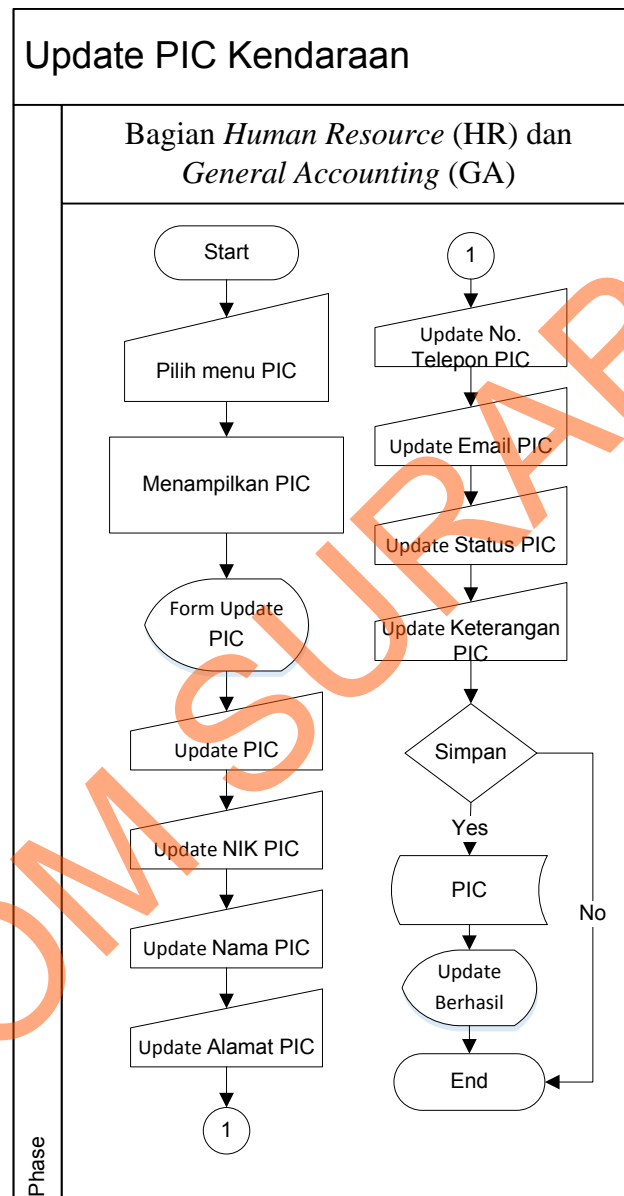 Update PIC Kendaraan
Bagian Human Resource (HR) dan
General Accounting (GA)
Start
Pilih menu PIC
Menampilkan PIC
Form Update
PIC
Update PIC
Update NIK PIC
Update Nama PIC
Update Alamat PIC
1
1
Update No.
Telepon PIC
Update Email PIC
Update Status PIC
Update Keterangan
PIC
Simpan
Yes
No
PIC
Update
Berhasil
End
Phase
OM SURAB